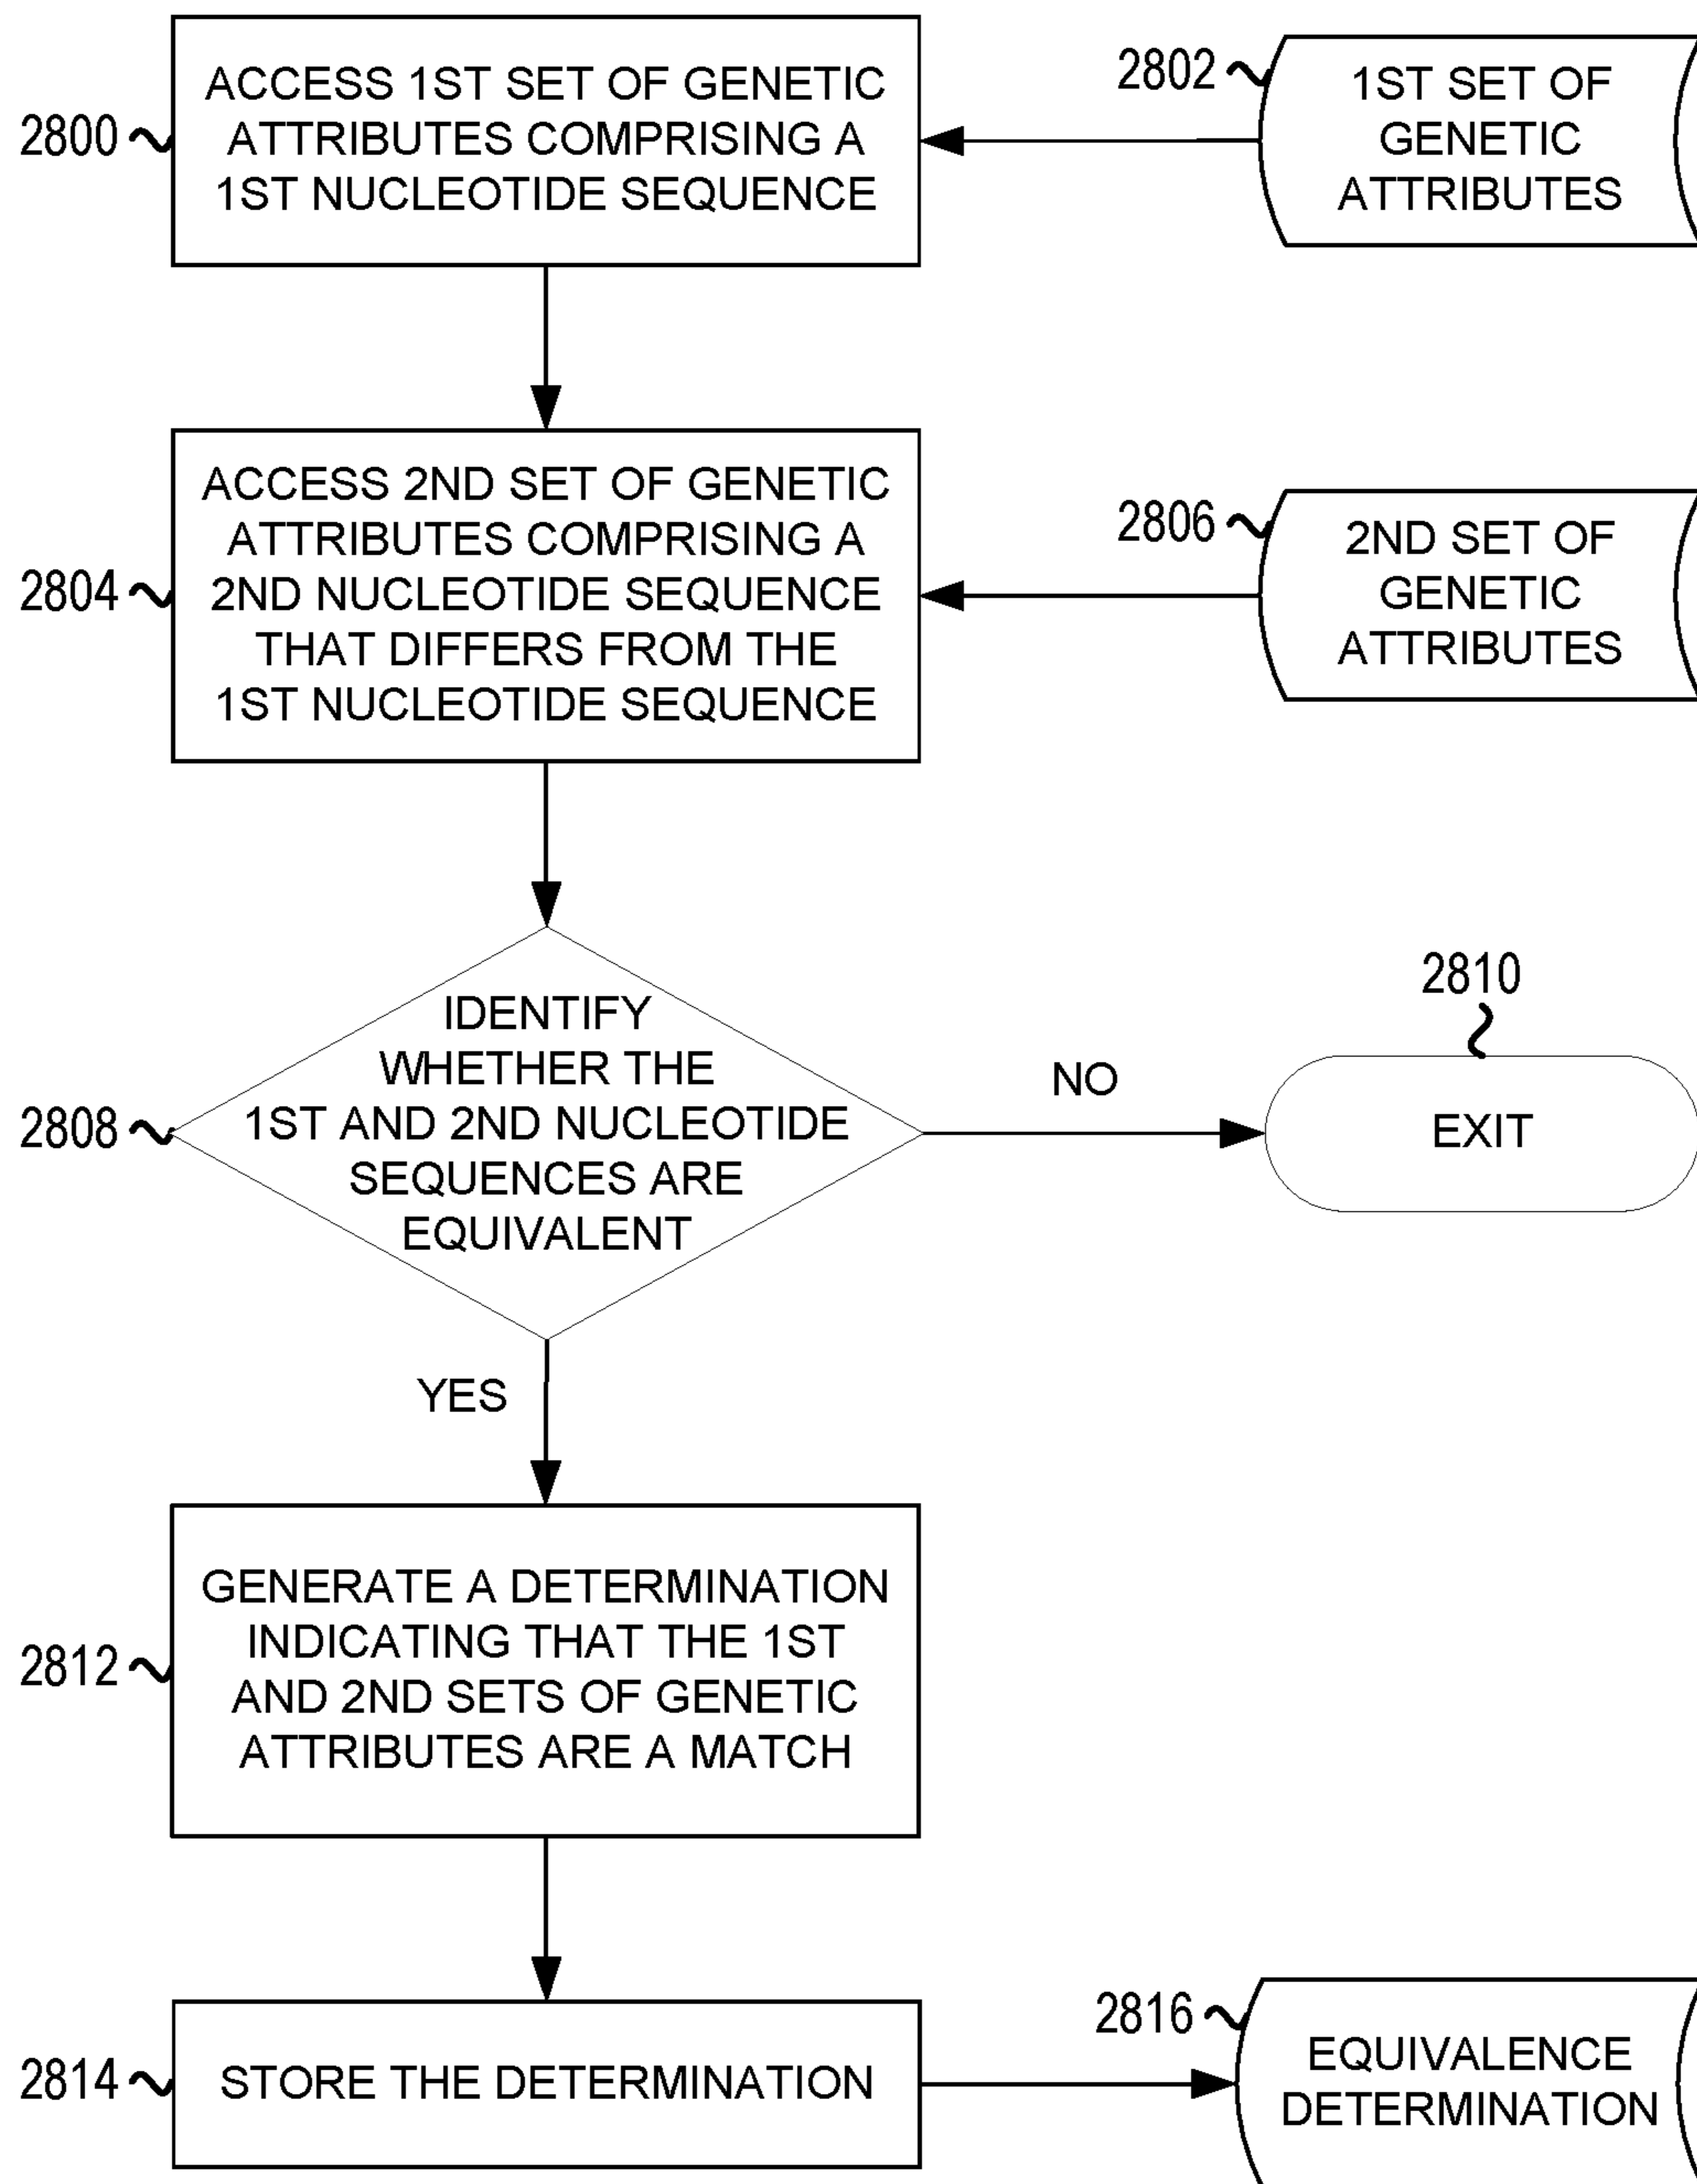 2800
ACCESS 1ST SET OF GENETIC
ATTRIBUTES COMPRISING A
1ST NUCLEOTIDE SEQUENCE
2802
1ST SET OF
GENETIC
ATTRIBUTES
2804
ACCESS 2ND SET OF GENETIC
ATTRIBUTES COMPRISING A
2ND NUCLEOTIDE SEQUENCE
THAT DIFFERS FROM THE
1ST NUCLEOTIDE SEQUENCE
2806
2ND SET OF
GENETIC
ATTRIBUTES
2808
IDENTIFY
WHETHER THE
1ST AND 2ND NUCLEOTIDE
SEQUENCES ARE
EQUIVALENT
NO
2810
EXIT
YES
2812
GENERATE A DETERMINATION
INDICATING THAT THE 1ST
AND 2ND SETS OF GENETIC
ATTRIBUTES ARE A MATCH
2814
STORE THE DETERMINATION
2816
EQUIVALENCE
DETERMINATION